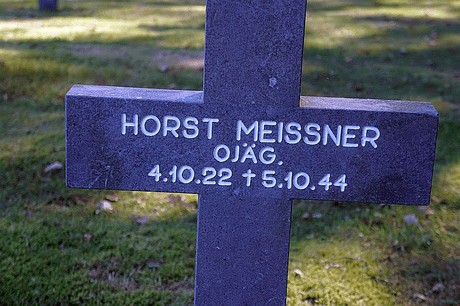 HORST MEISSNER
OJÄG.
4.10.22 † 5.10.44